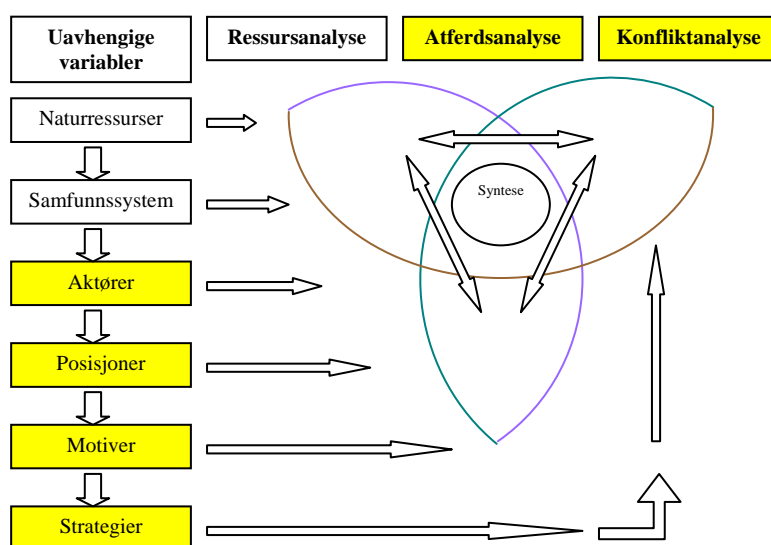 Uavhengige
variabler
Ressursanalyse
Atferdsanalyse
Konfliktanalyse
Naturressurser
Samfunnssystem
Syntese
Aktører
Posisjoner
Motiver
Strategier